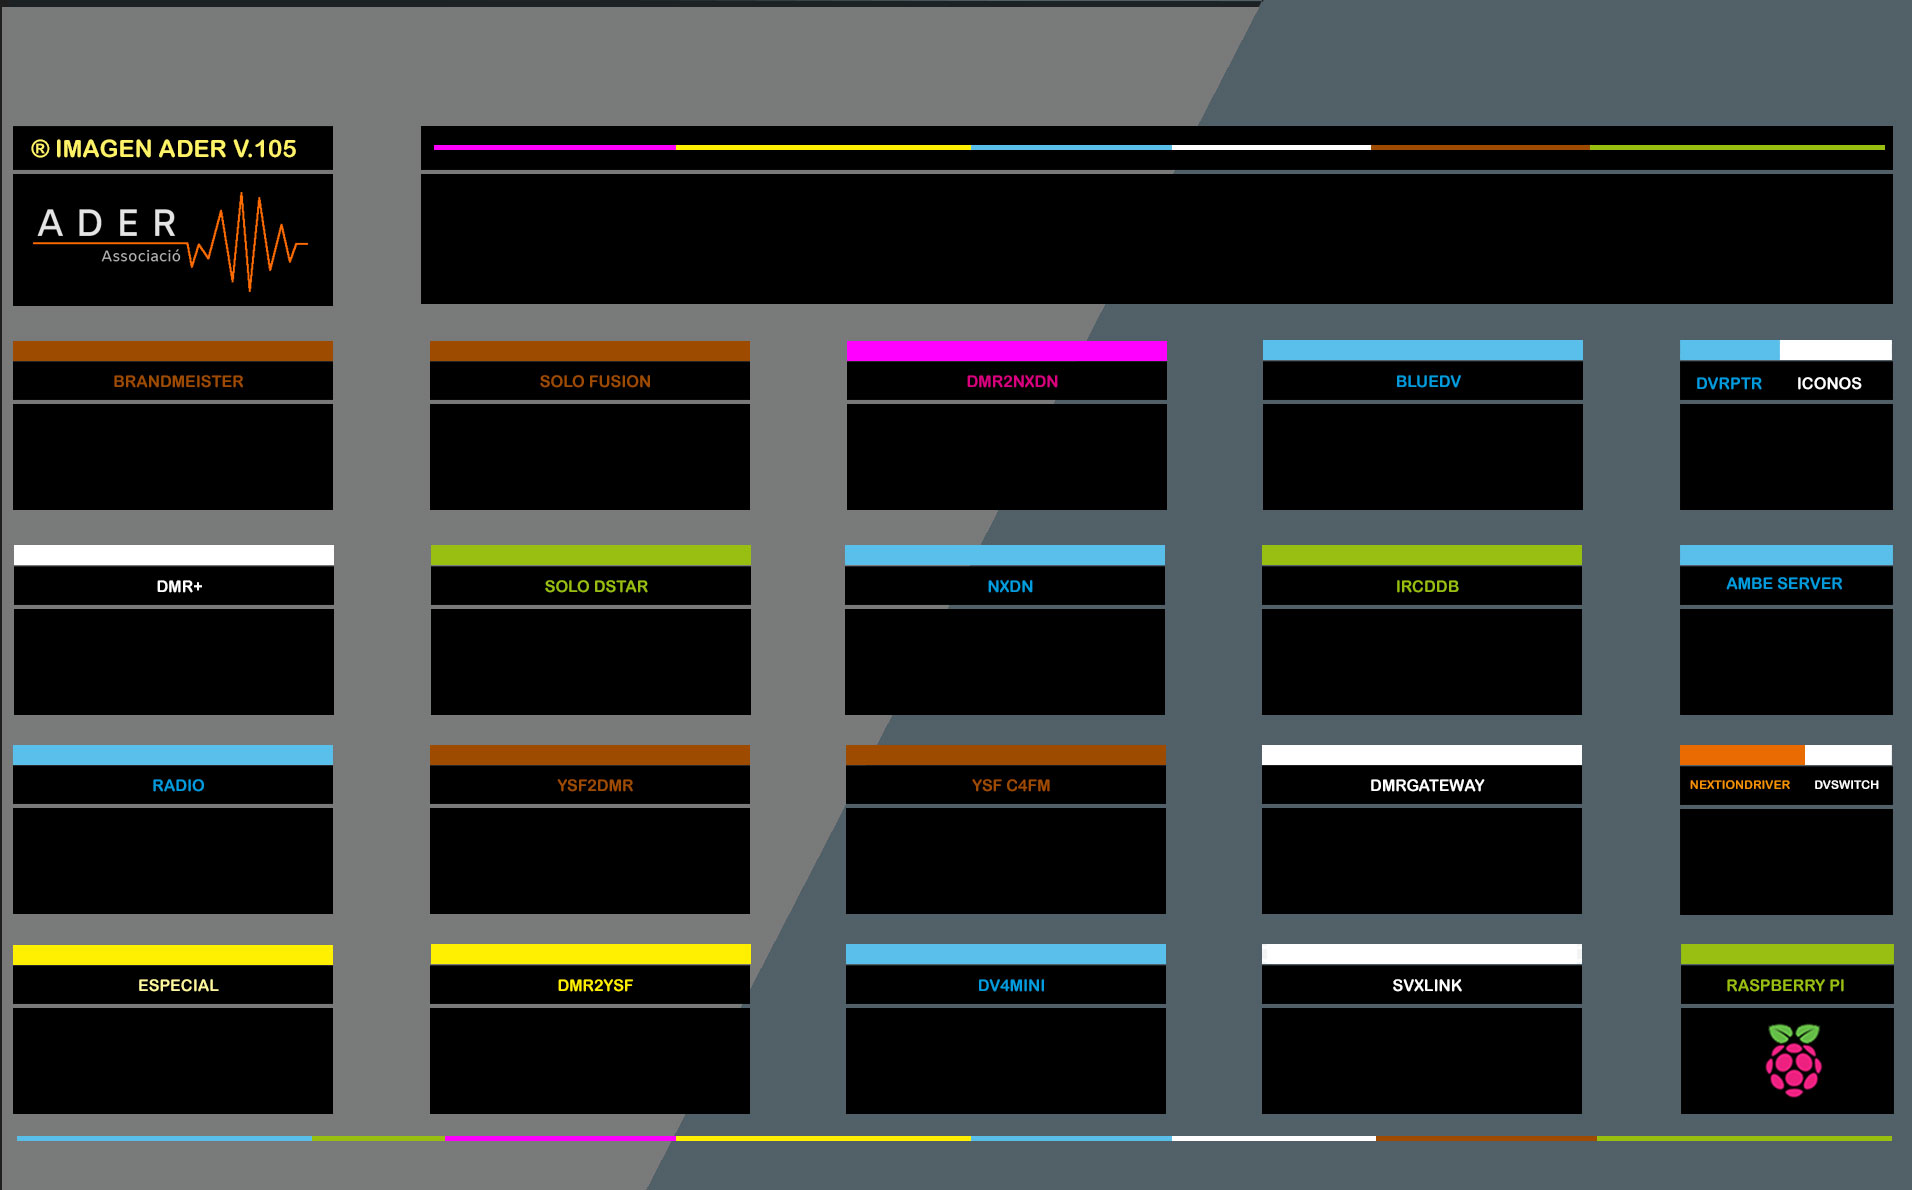 ® IMAGEN ADER V.105
ADER
Associació
BRANDMEISTER
SOLO FUSION
DMR2NXDN
BLUEDV
DVRPTR
ICONOS
DMR+
SOLO DSTAR
NXDN
IRCDDB
AMBE SERVER
RADIO
YSF2DMR
YSF C4FM
DMRGATEWAY
NEXTIONDRIVER
DVSWITCH
ESPECIAL
DMR2YSF
DV4MINI
SVXLINK
RASPBERRY PI